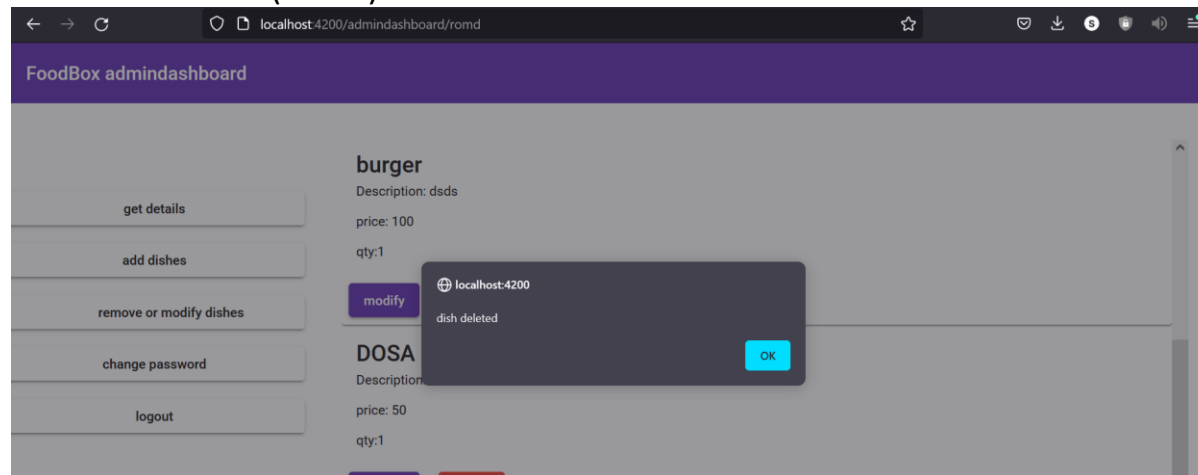 localhost:4200/admindashboard/romd
FoodBox admindashboard
get details
add dishes
remove or modify dishes
change password
logout
burger
Description: dsds
price: 100
qty:1
modify
localhost:4200
dish deleted
OK
DOSA
Description
price: 50
qty:1